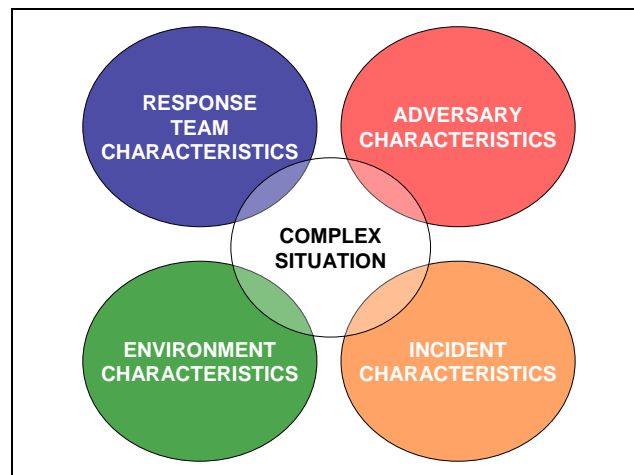 RESPONSE
TEAM
CHARACTERISTICS
ADVERSARY
CHARACTERISTICS
COMPLEX
SITUATION
ENVIRONMENT
CHARACTERISTICS
INCIDENT
CHARACTERISTICS